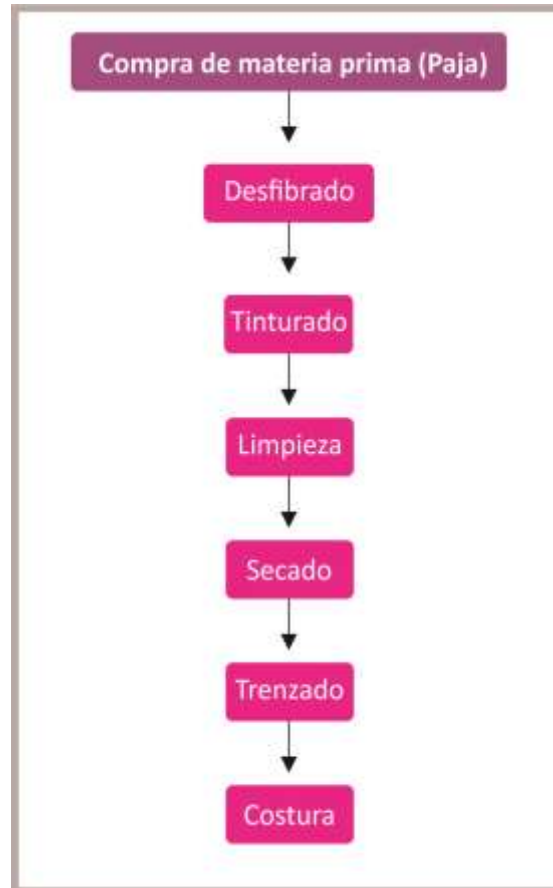 Compra de materia prima (Paja)
Desfibrado
Tinturado
Limpieza
Secado
Trenzado
Costura